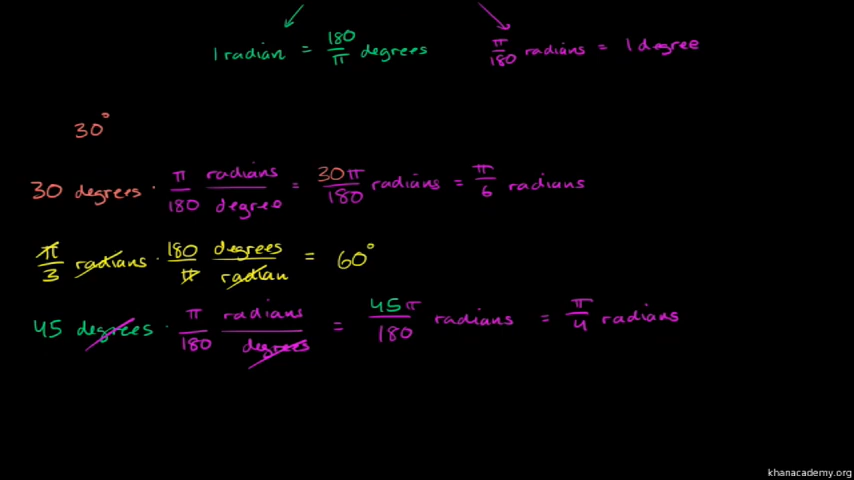 1 radian = 180/π degrees    π/180 radians = 1 degree
30°
30 degrees · π/180 radians/degree = 30π/180 radians = π/6 radians
π/3 radians · 180/π degrees/radian = 60°
45 degrees · π/180 radians/degrees = 45π/180 radians = π/4 radians
khanacademy.org